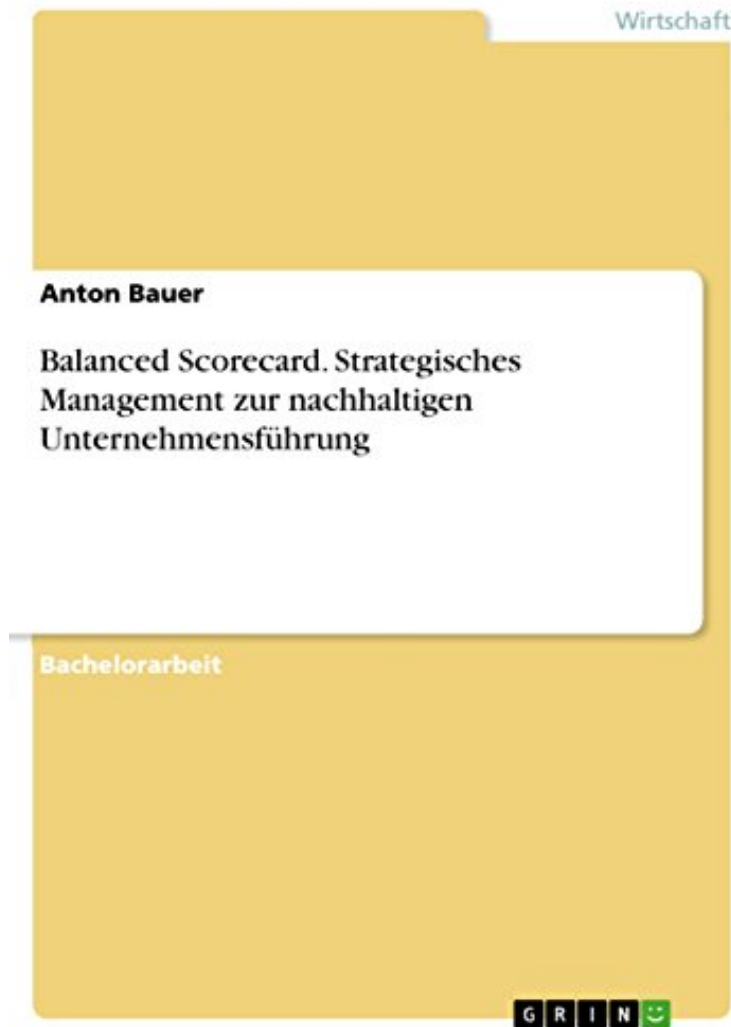 Wirtschaft
Anton Bauer
Balanced Scorecard. Strategisches
Management zur nachhaltigen
Unternehmensführung
Bachelorarbeit
GRIN